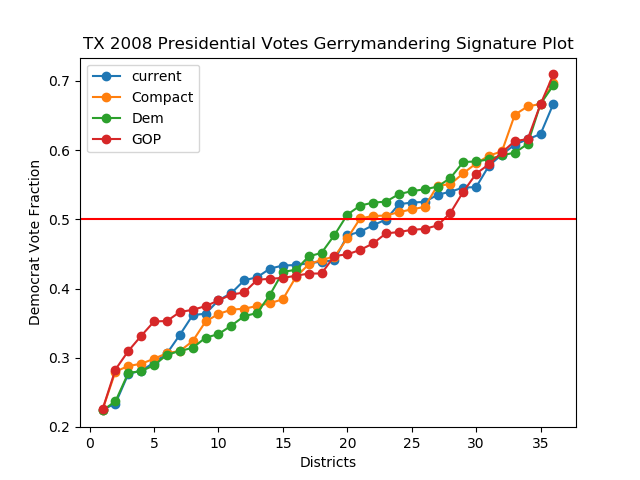 TX 2008 Presidential Votes Gerrymandering Signature Plot
current
Compact
Dem
GOP
Democrat Vote Fraction
0.7
0.6
0.5
0.4
0.3
0.2
0 5 10 15 20 25 30 35
Districts